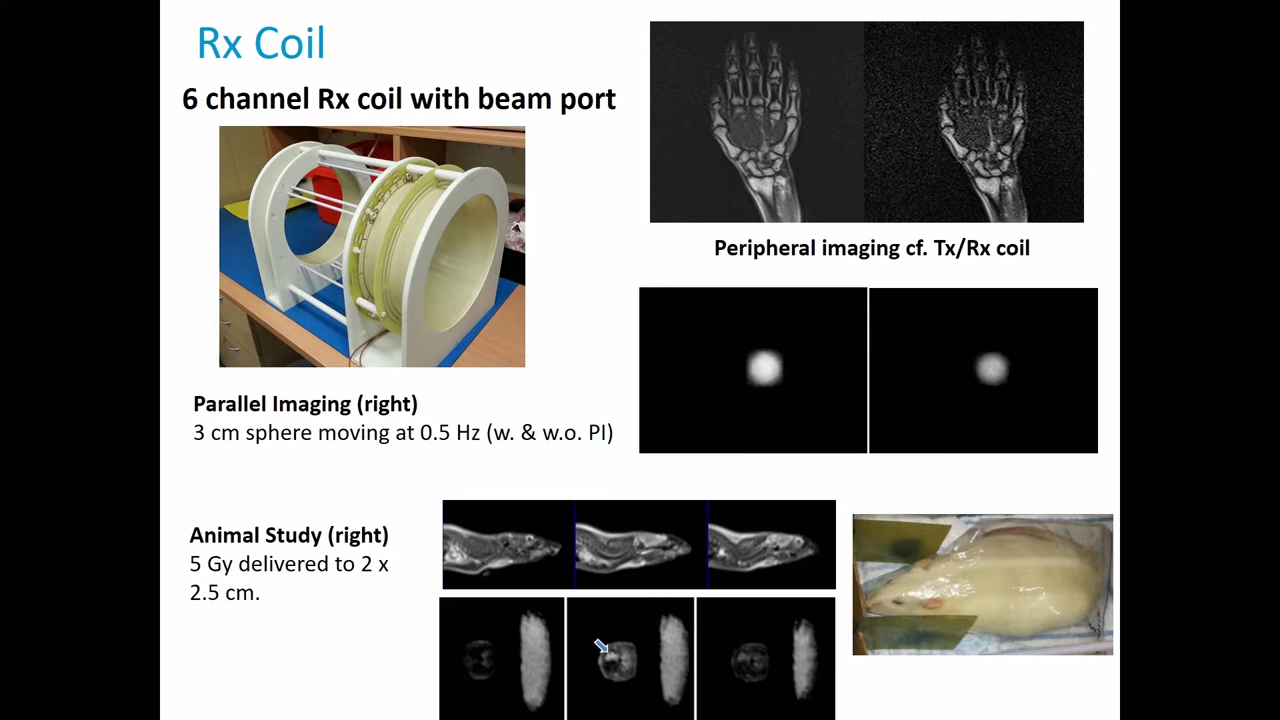 Rx Coil
6 channel Rx coil with beam port
Peripheral imaging cf. Tx/Rx coil
Parallel Imaging (right)
3 cm sphere moving at 0.5 Hz (w. & w.o. PI)
Animal Study (right)
5 Gy delivered to 2 x
2.5 cm.